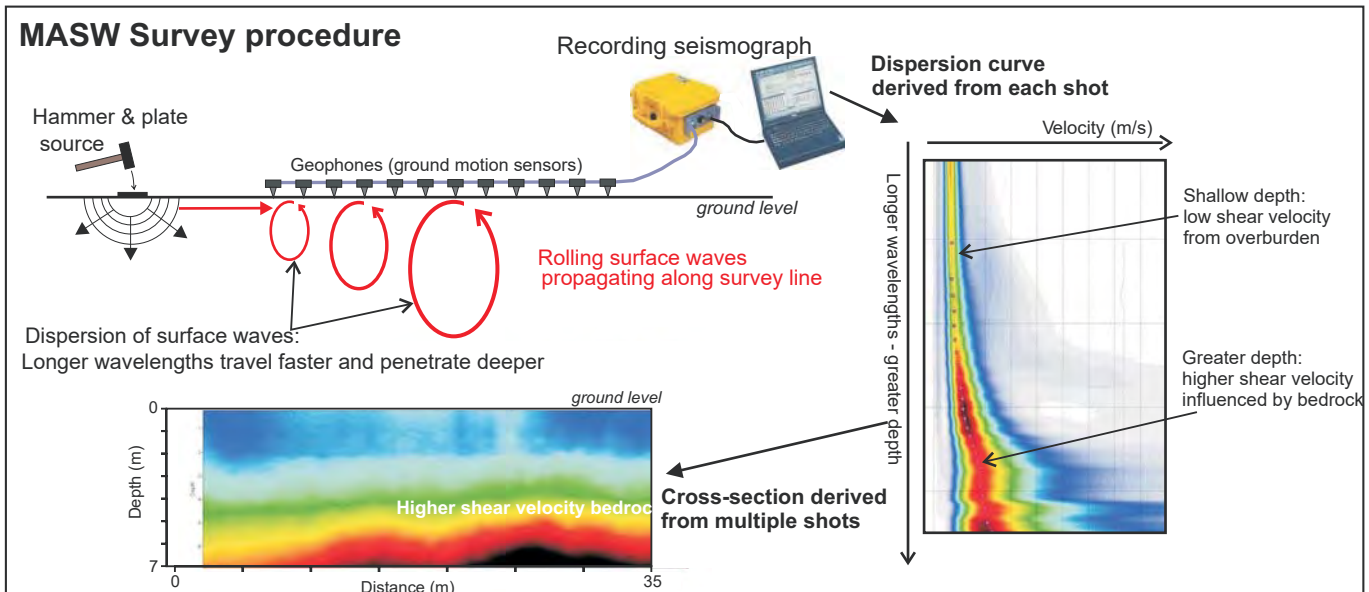 MASW Survey procedure
Recording seismograph
Dispersion curve
derived from each shot
Hammer & plate
source
Velocity (m/s)
Geophones (ground motion sensors)
ground level
Longer wavelengths - greater depth
Shallow depth:
low shear velocity
from overburden
Rolling surface waves
propagating along survey line
Dispersion of surface waves:
Longer wavelengths travel faster and penetrate deeper
Greater depth:
higher shear velocity
influenced by bedrock
ground level
0
Depth (m)
Higher shear velocity bedroc
Cross-section derived
from multiple shots
7
0
Distance (m)
35